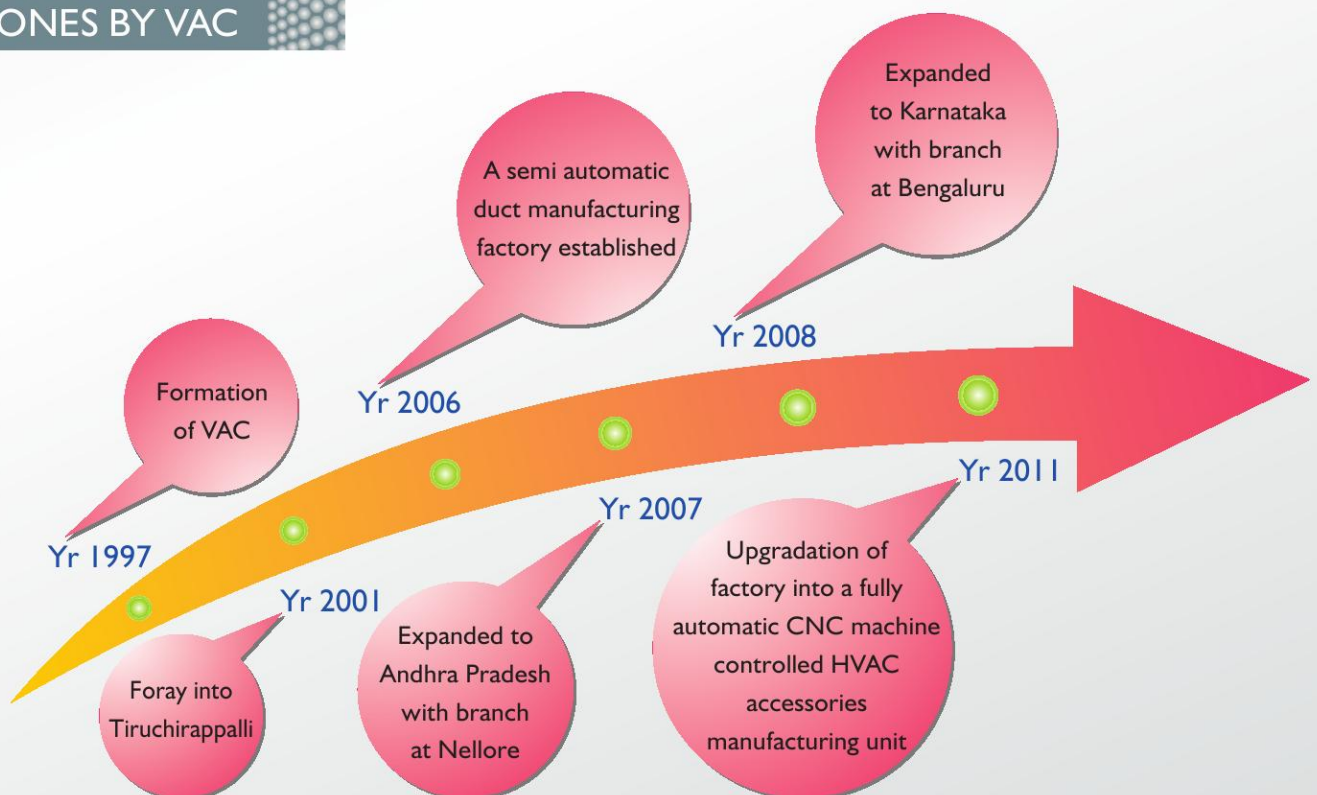 ONES BY VAC
Formation
of VAC
Yr 1997
Foray into
Tiruchirappalli
Yr 2001
A semi automatic
duct manufacturing
factory established
Yr 2006
Expanded to
Andhra Pradesh
with branch
at Nellore
Yr 2007
Expanded
to Karnataka
with branch
at Bengaluru
Yr 2008
Upgradation of
factory into a fully
automatic CNC machine
controlled HVAC
accessories
manufacturing unit
Yr 2011